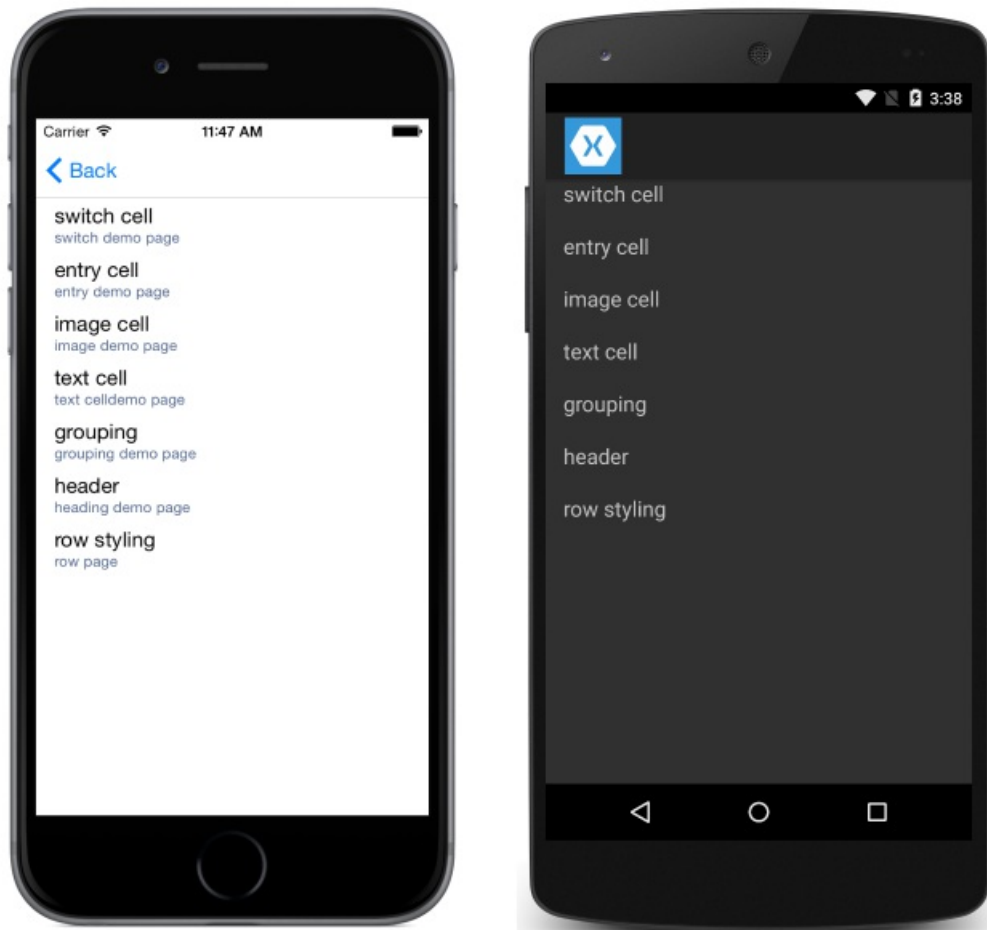 Carrier
11:47 AM
Back
switch cell
switch demo page
entry cell
entry demo page
image cell
image demo page
text cell
text celldemo page
grouping
grouping demo page
header
heading demo page
row styling
row page
3:38
X
switch cell
entry cell
image cell
text cell
grouping
header
row styling